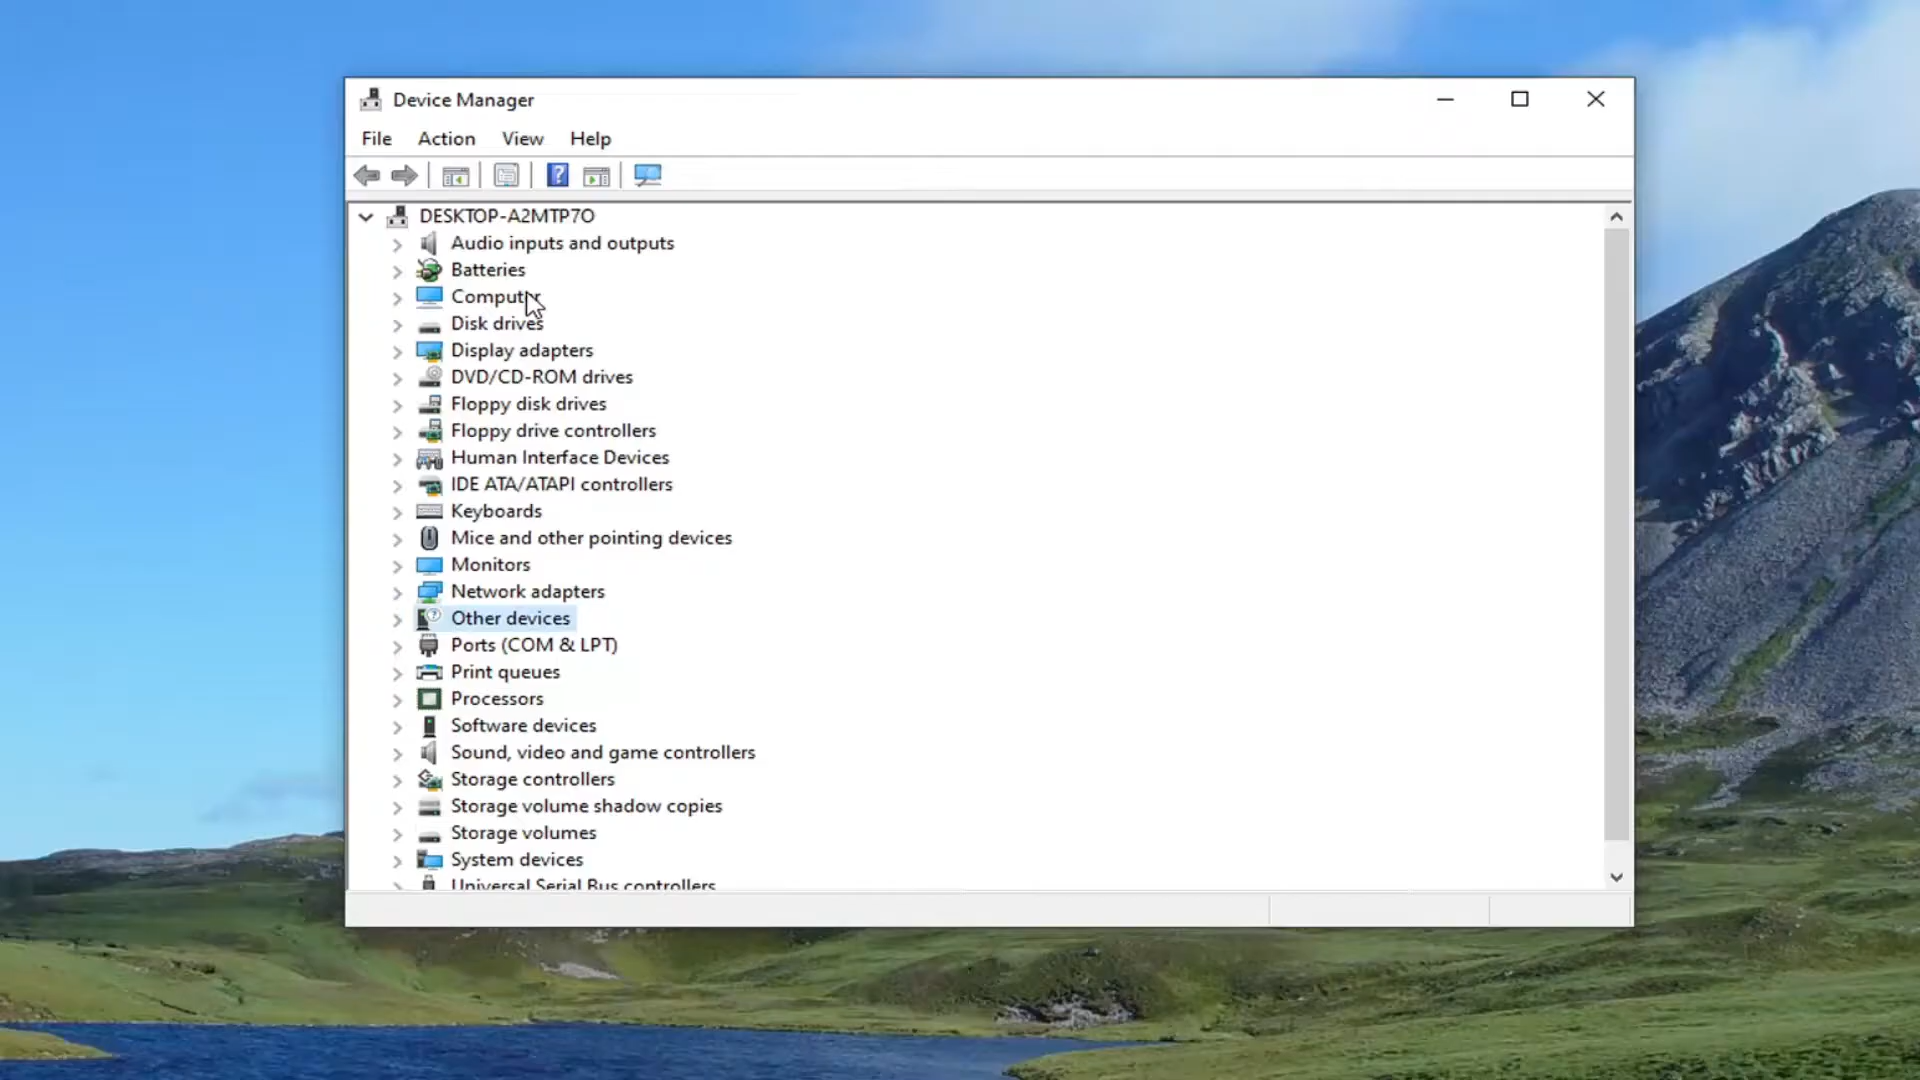 Device Manager
File Action View Help
DESKTOP-A2MTP7O
Audio inputs and outputs
Batteries
Computer
Disk drives
Display adapters
DVD/CD-ROM drives
Floppy disk drives
Floppy drive controllers
Human Interface Devices
IDE ATA/ATAPI controllers
Keyboards
Mice and other pointing devices
Monitors
Network adapters
Other devices
Ports (COM & LPT)
Print queues
Processors
Software devices
Sound, video and game controllers
Storage controllers
Storage volume shadow copies
Storage volumes
System devices
Universal Serial Bus controllers